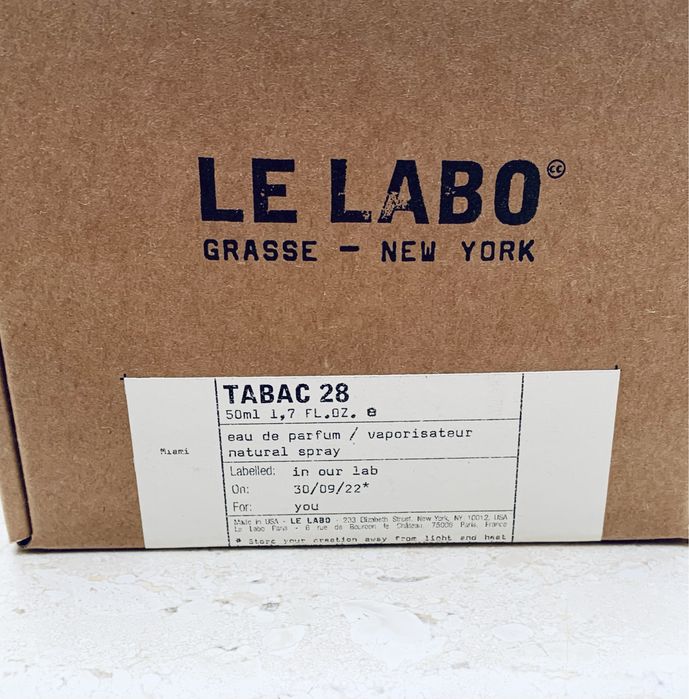 LE LABO
GRASSE — NEW YORK
Miami
TABAC 28
50ml 1,7 FL.OZ. e
eau de parfum / vaporisateur
natural spray
Labelled: in our lab
On: 30/09/22*
For: you
Made in USA - LE LABO - 233 Elizabeth Street, New York, NY 10012, USA
Le Labo Paris - 6 rue de Bourbon le Château, 75006 Paris, France
* Store your creation away from light and heat